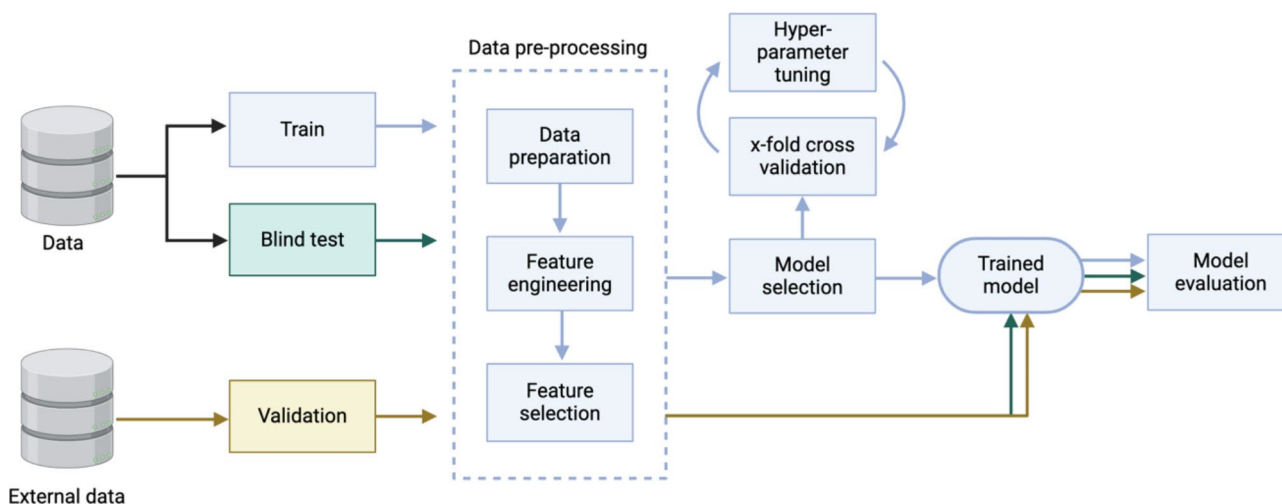 Data pre-processing
Hyper-
parameter
tuning
Train
Data
preparation
x-fold cross
validation
Data
Blind test
Feature
engineering
Model
selection
Trained
model
Model
evaluation
Validation
Feature
selection
External data